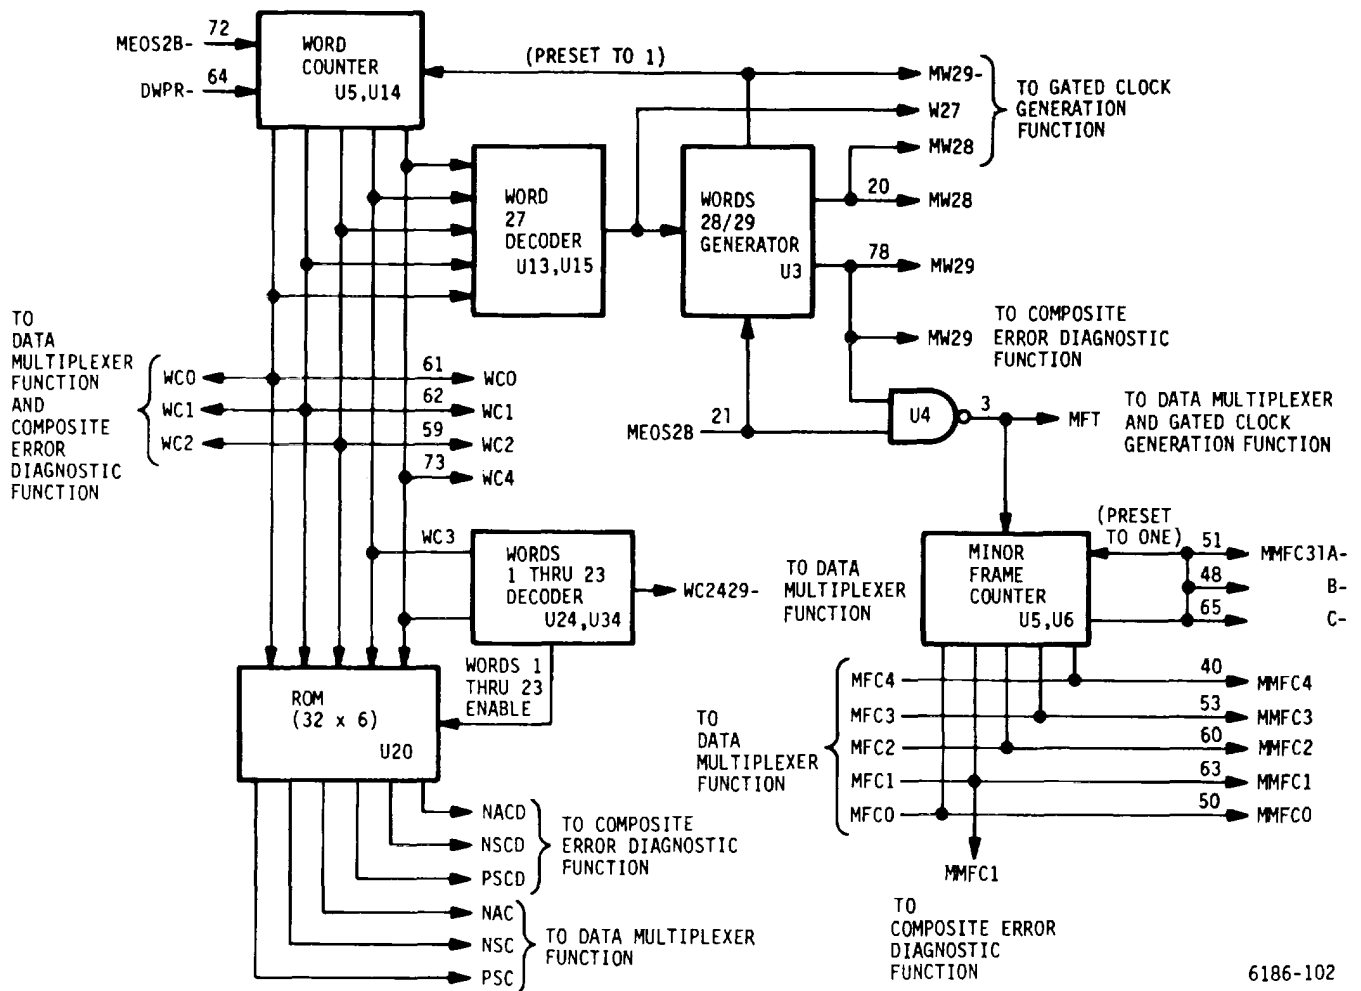 72
MEOS2B-
64
DWPR-
WORD
COUNTER
U5,U14
(PRESET TO 1)
MW29-
W27
MW28
TO GATED CLOCK
GENERATION
FUNCTION
WORD
27
DECODER
U13,U15
WORDS
28/29
GENERATOR
U3
20
MW28
78
MW29
MW29
TO COMPOSITE
ERROR DIAGNOSTIC
FUNCTION
TO
DATA
MULTIPLEXER
FUNCTION
AND
COMPOSITE
ERROR
DIAGNOSTIC
FUNCTION
WC0
WC1
WC2
61
WC0
62
WC1
59
WC2
73
WC4
21
MEOS2B
U4
3
MFT
TO DATA MULTIPLEXER
AND GATED CLOCK
GENERATION FUNCTION
WC3
WORDS
1 THRU 23
DECODER
U24,U34
WC2429-
TO DATA
MULTIPLEXER
FUNCTION
MINOR
FRAME
COUNTER
U5,U6
(PRESET
TO ONE)
51
MMFC31A-
48
B-
65
C-
WORDS 1
THRU 23
ENABLE
ROM
(32 x 6)
U20
TO
DATA
MULTIPLEXER
FUNCTION
MFC4
MFC3
MFC2
MFC1
MFC0
40
MMFC4
53
MMFC3
60
MMFC2
63
MMFC1
50
MMFC0
MMFC1
TO
COMPOSITE ERROR
DIAGNOSTIC
FUNCTION
NACD
NSCD
PSCD
TO COMPOSITE
ERROR DIAGNOSTIC
FUNCTION
NAC
NSC
PSC
TO DATA MULTIPLEXER
FUNCTION
6186-102